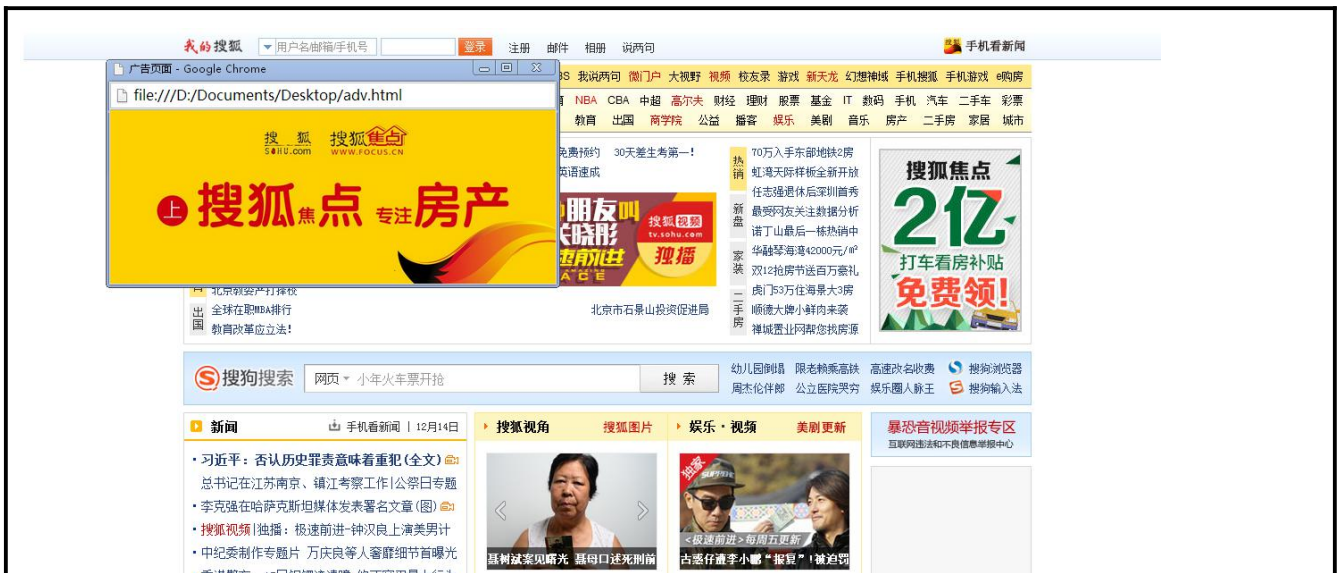 我的搜狐 用户名/邮箱/手机号 登录 注册 邮件 相册 说两句 手机看新闻
广告页面 - Google Chrome
file:///D:/Documents/Desktop/adv.html
搜狐 搜狐焦点
SOHU.com WWW.FOCUS.CN
上 搜狐焦点 专注房产
BS 我说两句 微门户 大视野 视频 校友录 游戏 新天龙 幻想神域 手机搜狐 手机游戏 e购房
NBA CBA 中超 高尔夫 财经 理财 股票 基金 IT 数码 手机 汽车 二手车 彩票
教育 出国 商学院 公益 播客 娱乐 美剧 音乐 房产 二手房 家居 城市
免费预约 30天差生考第一!
英语速成
朋友叫
关晓彤
速前进
搜狐视频
tv.sohu.com
独播
出国
全球在职MBA排行
教育改革应立法!
北京市石景山投资促进局
热销
70万入手东部地铁2房
虹湾天际样板全新开放
任志强退休后深圳首秀
新盘
最受网友关注数据分析
诺丁山最后一栋热销中
家装
华融琴海湾42000元/㎡
双12抢房节送百万豪礼
二手房
虎门53万住海景大3房
顺德大牌小鲜肉来袭
禅城置业网帮您找房源
搜狐焦点
2亿
打车看房补贴
免费领!
搜狗搜索 网页 小年火车票开抢 搜 索
幼儿园倒塌 限老赖乘高铁 高速改名收费 搜狗浏览器
周杰伦伴郎 公立医院哭穷 娱乐圈人脉王 搜狗输入法
新闻 手机看新闻 | 12月14日
·习近平：否认历史罪责意味着重犯(全文)
总书记在江苏南京、镇江考察工作|公祭日专题
·李克强在哈萨克斯坦媒体发表署名文章(图)
·搜狐视频|独播：极速前进-钟汉良上演美男计
·中纪委制作专题片 万庆良等人奢靡细节首曝光
搜狐视角 搜狐图片
聂树斌案见曙光 聂母口述死刑前
娱乐·视频 美剧更新
独家
<极速前进>每周五更新
古惑仔遭李小鹏“报复”！被迫罚
暴恐音视频举报专区
互联网违法和不良信息举报中心